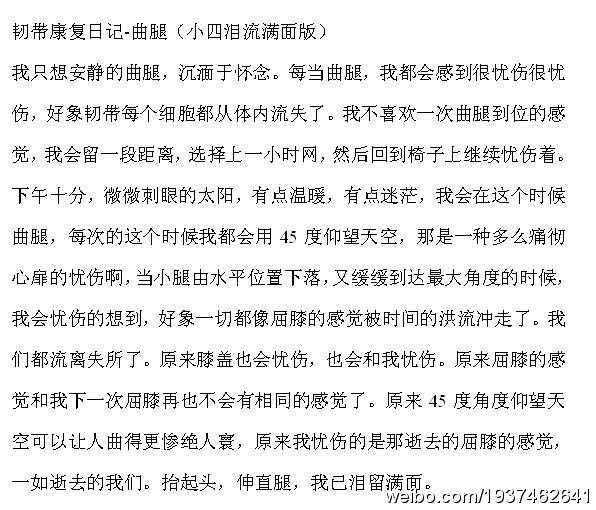 韧带康复日记-曲腿（小四泪流满面版）
我只想安静的曲腿，沉湎于怀念。每当曲腿，我都会感到很忧伤很忧
伤，好象韧带每个细胞都从体内流失了。我不喜欢一次曲腿到位的感
觉，我会留一段距离，选择上一小时网，然后回到椅子上继续忧伤着。
下午十分，微微刺眼的太阳，有点温暖，有点迷茫，我会在这个时候
曲腿，每次的这个时候我都会用 45 度仰望天空，那是一种多么痛彻
心扉的忧伤啊，当小腿由水平位置下落，又缓缓到达最大角度的时候，
我会忧伤的想到，好象一切都像屈膝的感觉被时间的洪流冲走了。我
们都流离失所了。原来膝盖也会忧伤，也会和我忧伤。原来屈膝的感
觉和我下一次屈膝再也不会有相同的感觉了。原来 45 度角度仰望天
空可以让人曲得更惨绝人寰，原来我忧伤的是那逝去的屈膝的感觉，
一如逝去的我们。抬起头，伸直腿，我已泪留满面。
weibo.com/1937462641